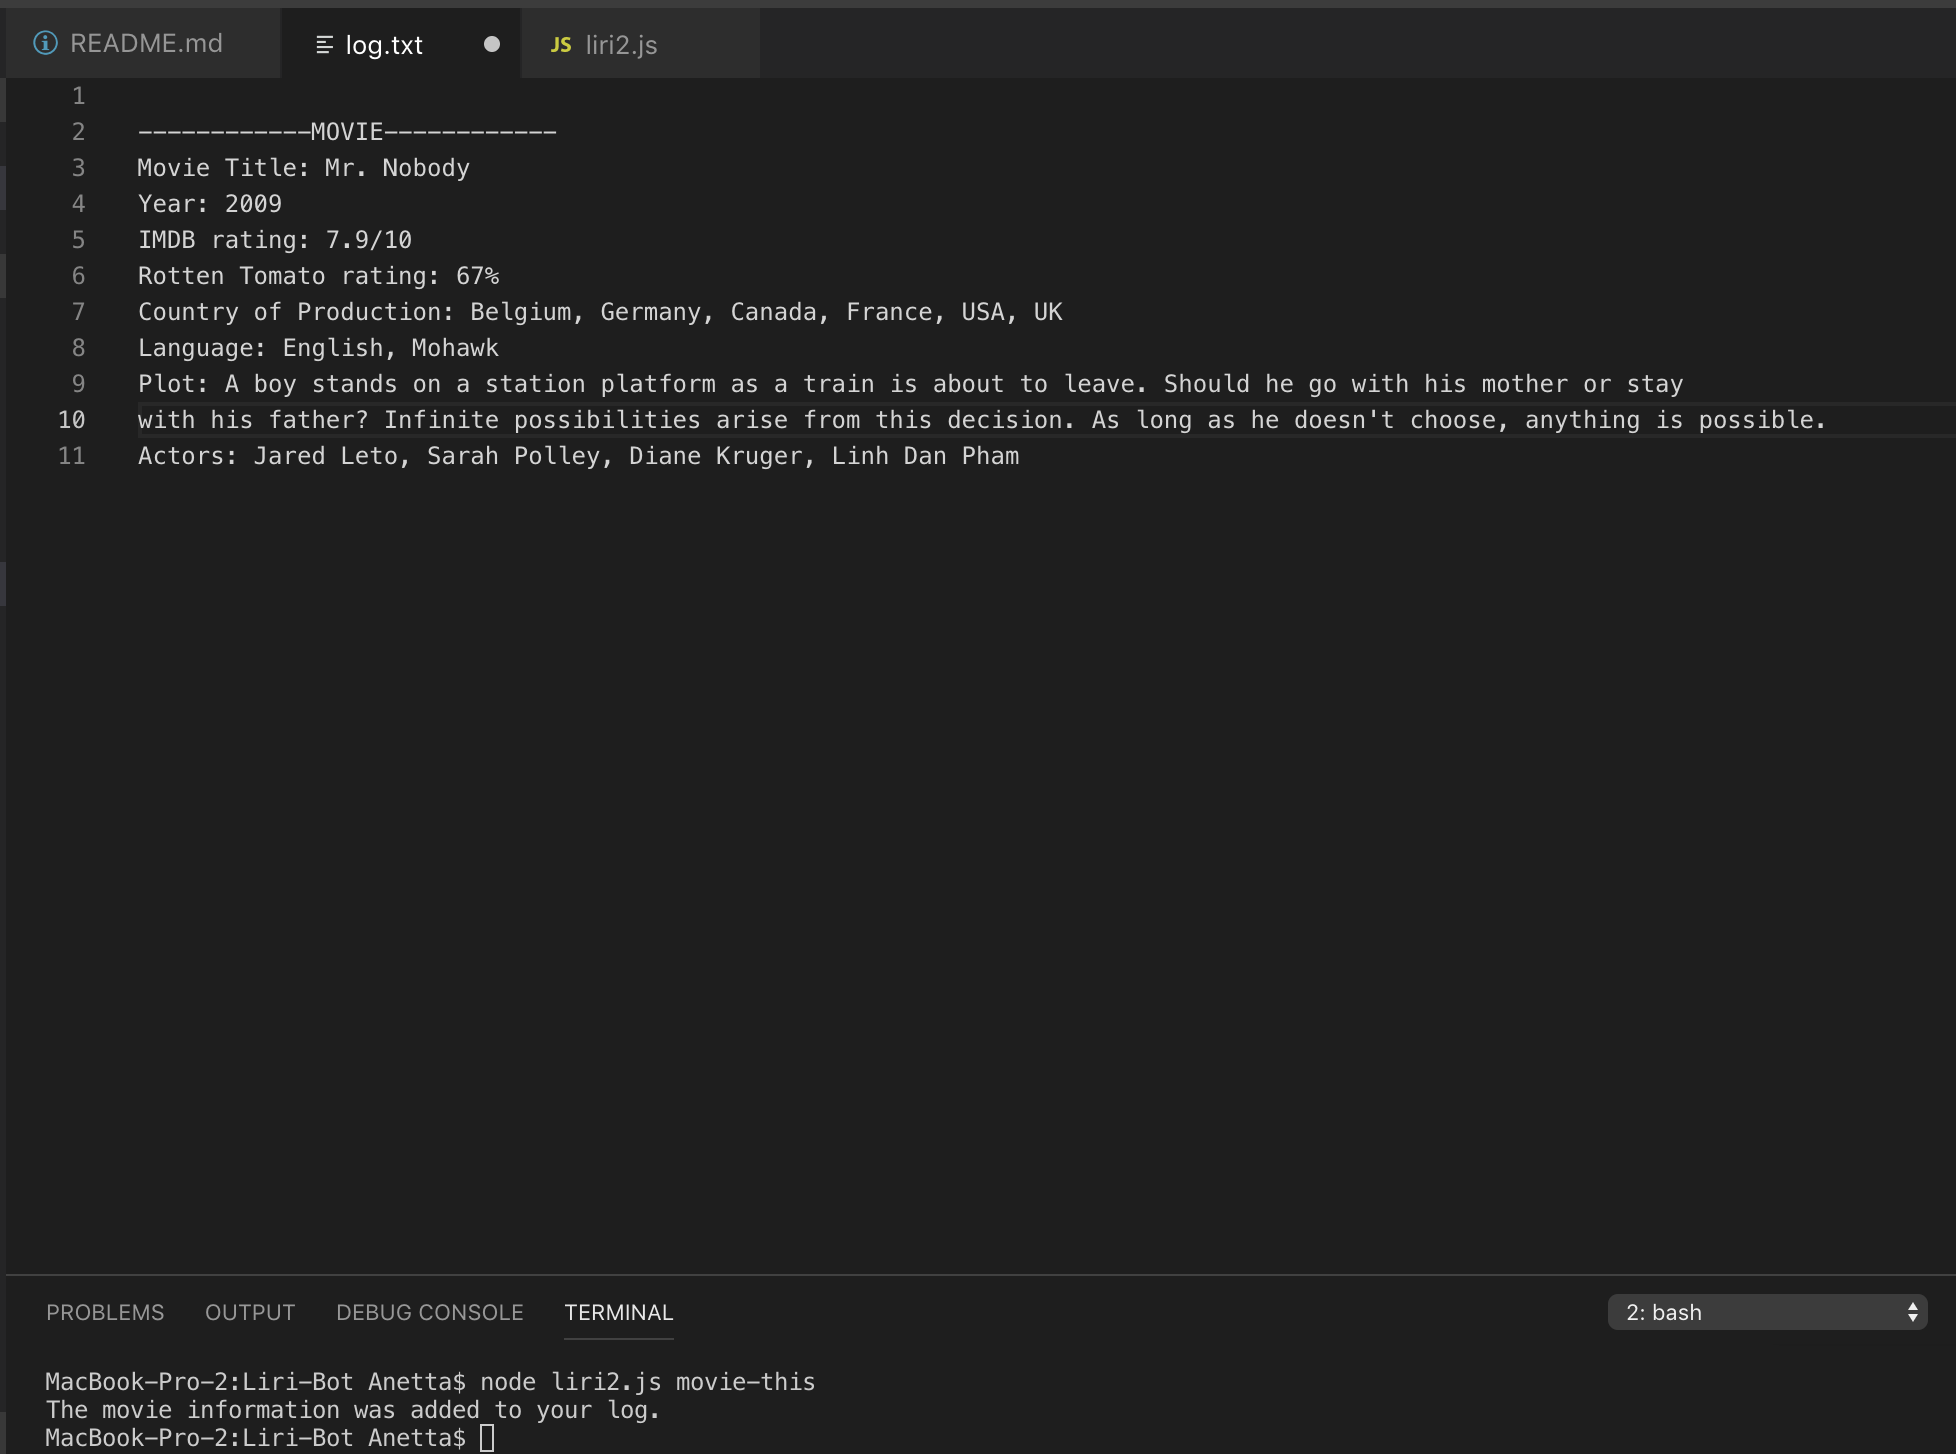 README.md log.txt JS liri2.js
1
2 ------------MOVIE------------
3 Movie Title: Mr. Nobody
4 Year: 2009
5 IMDB rating: 7.9/10
6 Rotten Tomato rating: 67%
7 Country of Production: Belgium, Germany, Canada, France, USA, UK
8 Language: English, Mohawk
9 Plot: A boy stands on a station platform as a train is about to leave. Should he go with his mother or stay
10 with his father? Infinite possibilities arise from this decision. As long as he doesn't choose, anything is possible.
11 Actors: Jared Leto, Sarah Polley, Diane Kruger, Linh Dan Pham
PROBLEMS OUTPUT DEBUG CONSOLE TERMINAL 2: bash
MacBook-Pro-2:Liri-Bot Anetta$ node liri2.js movie-this
The movie information was added to your log.
MacBook-Pro-2:Liri-Bot Anetta$